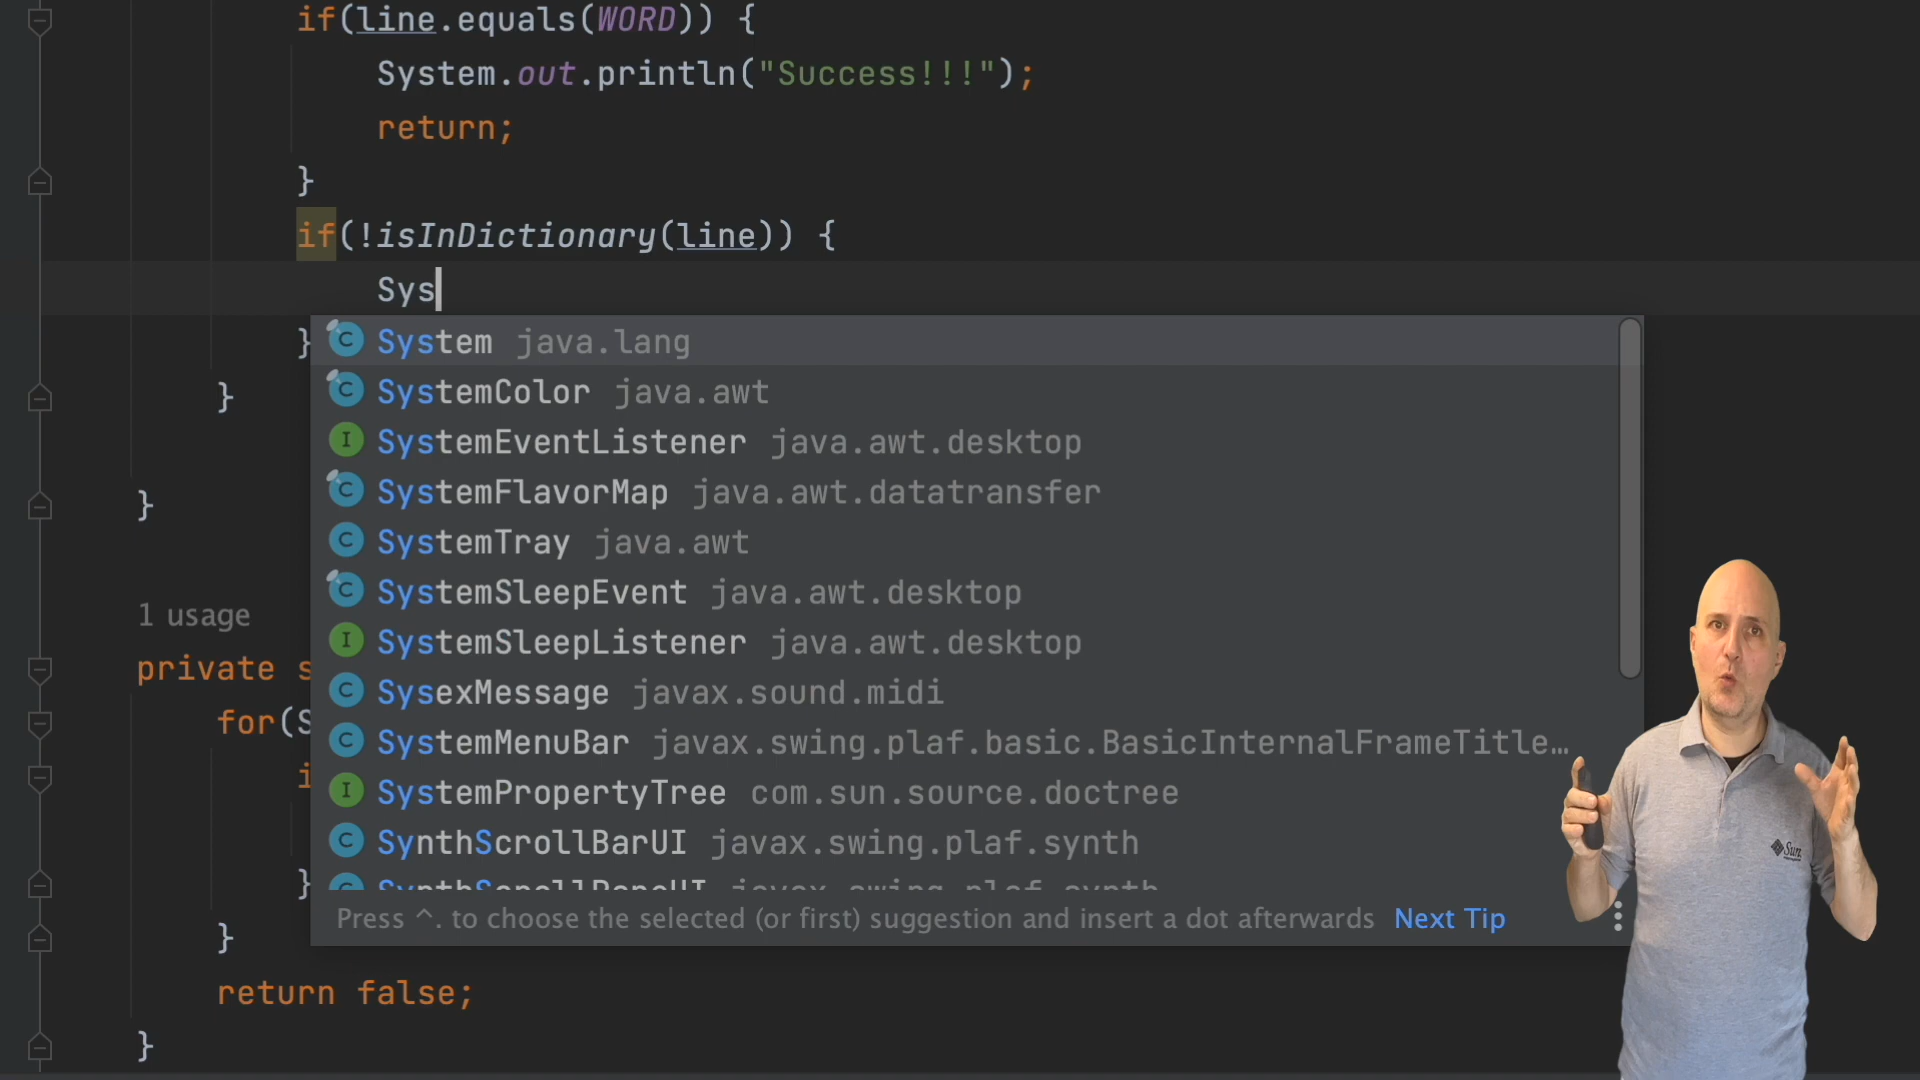 if(line.equals(WORD)) {
System.out.println("Success!!!");
return;
}
if(!isInDictionary(line)) {
Sys
}
System java.lang
SystemColor java.awt
SystemEventListener java.awt.desktop
SystemFlavorMap java.awt.datatransfer
SystemTray java.awt
SystemSleepEvent java.awt.desktop
SystemSleepListener java.awt.desktop
SysexMessage javax.sound.midi
SystemMenuBar javax.swing.plaf.basic.BasicInternalFrameTitle…
SystemPropertyTree com.sun.source.doctree
SynthScrollBarUI javax.swing.plaf.synth
Press ^. to choose the selected (or first) suggestion and insert a dot afterwards Next Tip
}
}
1 usage
private s
for(S
i
}
}
return false;
}
Sun